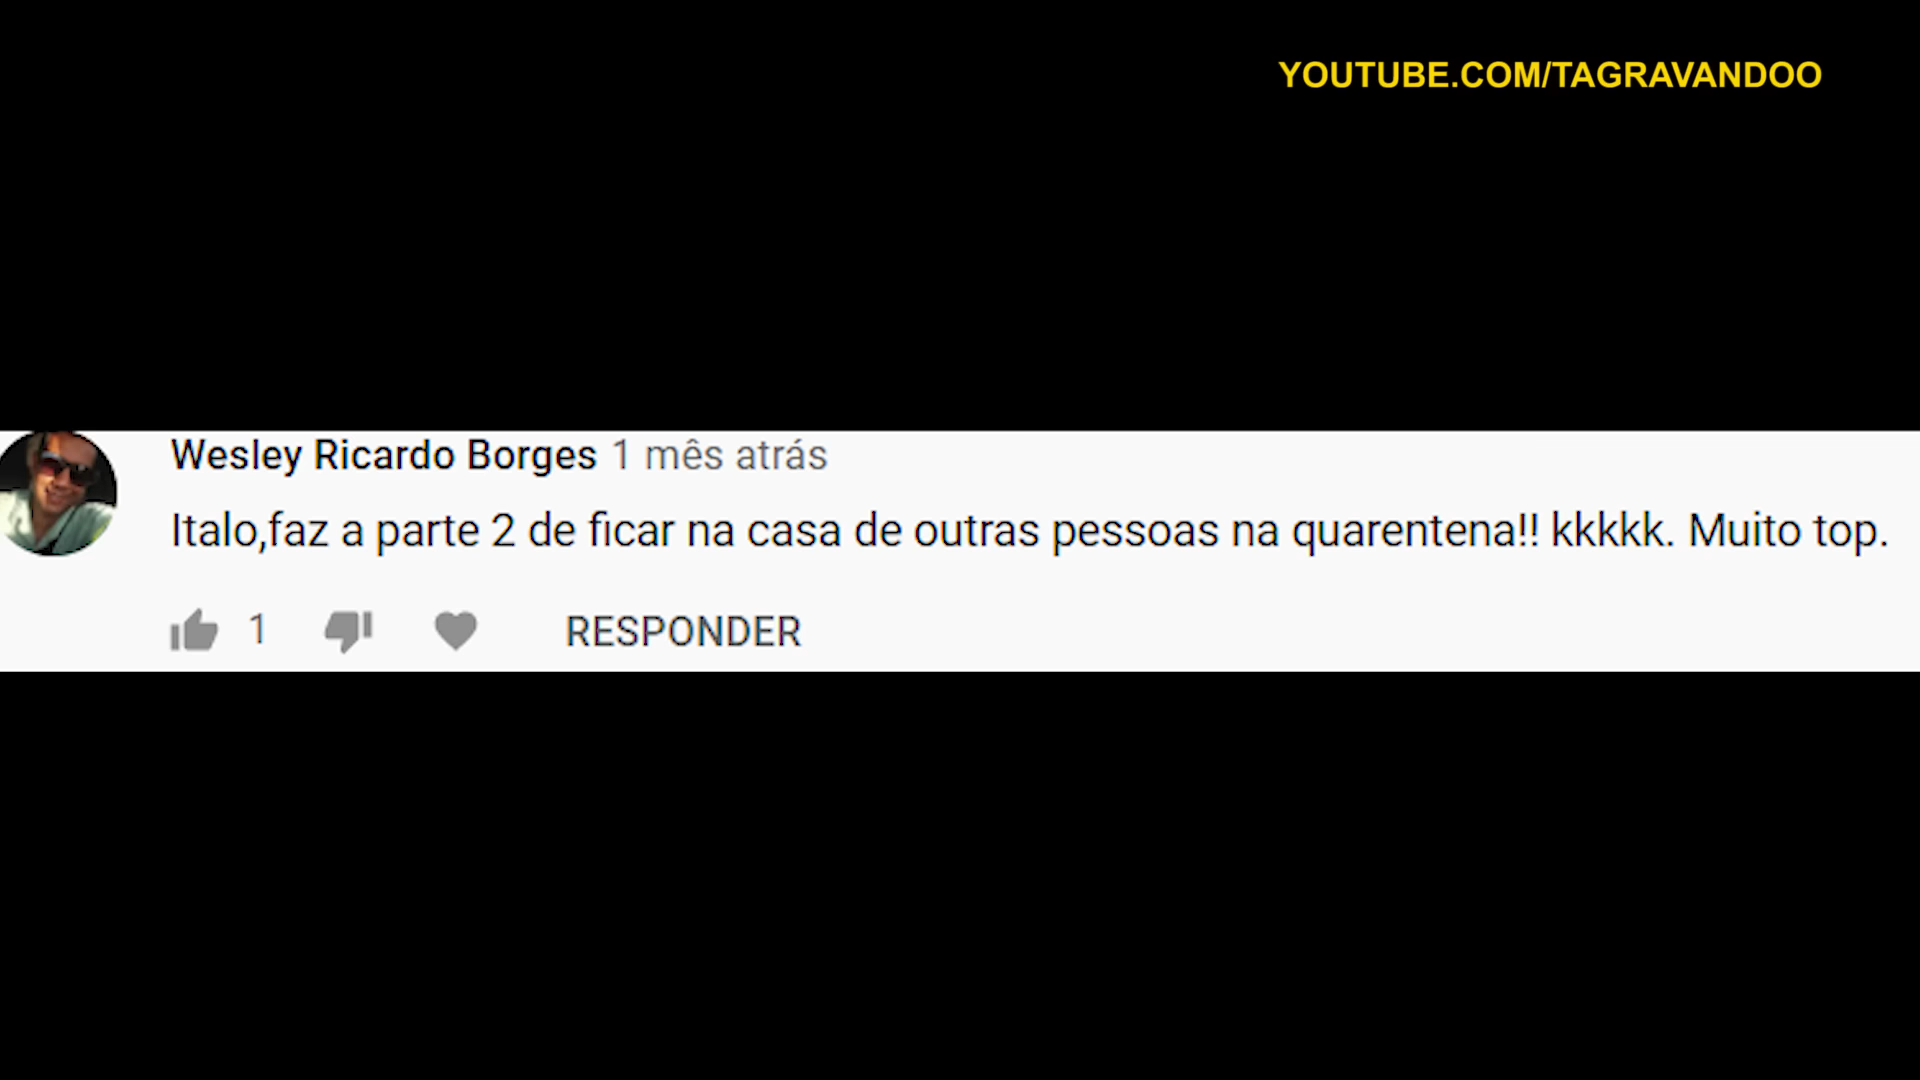 YOUTUBE.COM/TAGRAVANDOO
Wesley Ricardo Borges 1 mês atrás
Italo,faz a parte 2 de ficar na casa de outras pessoas na quarentena!! kkkkk. Muito top.
1 RESPONDER